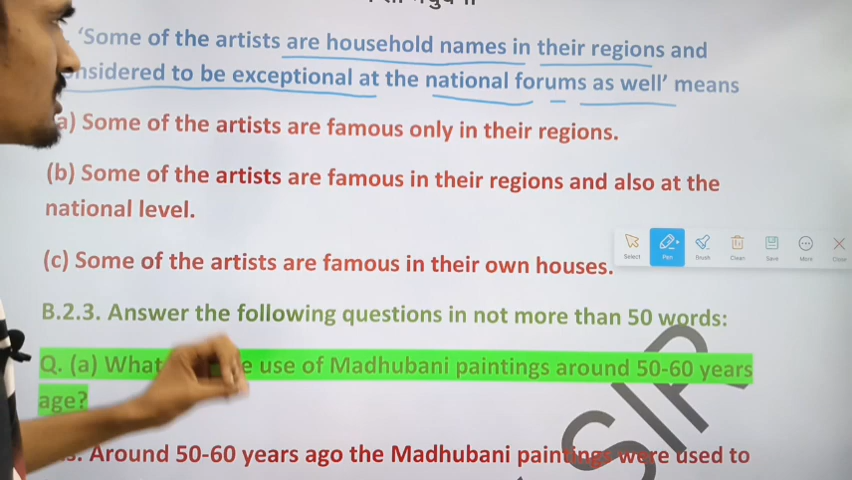 'Some of the artists are household names in their regions and
considered to be exceptional at the national forums as well' means
a) Some of the artists are famous only in their regions.
(b) Some of the artists are famous in their regions and also at the
national level.
Select Pen Brush Clean Save More Close
(c) Some of the artists are famous in their own houses.
B.2.3. Answer the following questions in not more than 50 words:
Q. (a) What e use of Madhubani paintings around 50-60 years
age?
s. Around 50-60 years ago the Madhubani paintings were used to
SIR